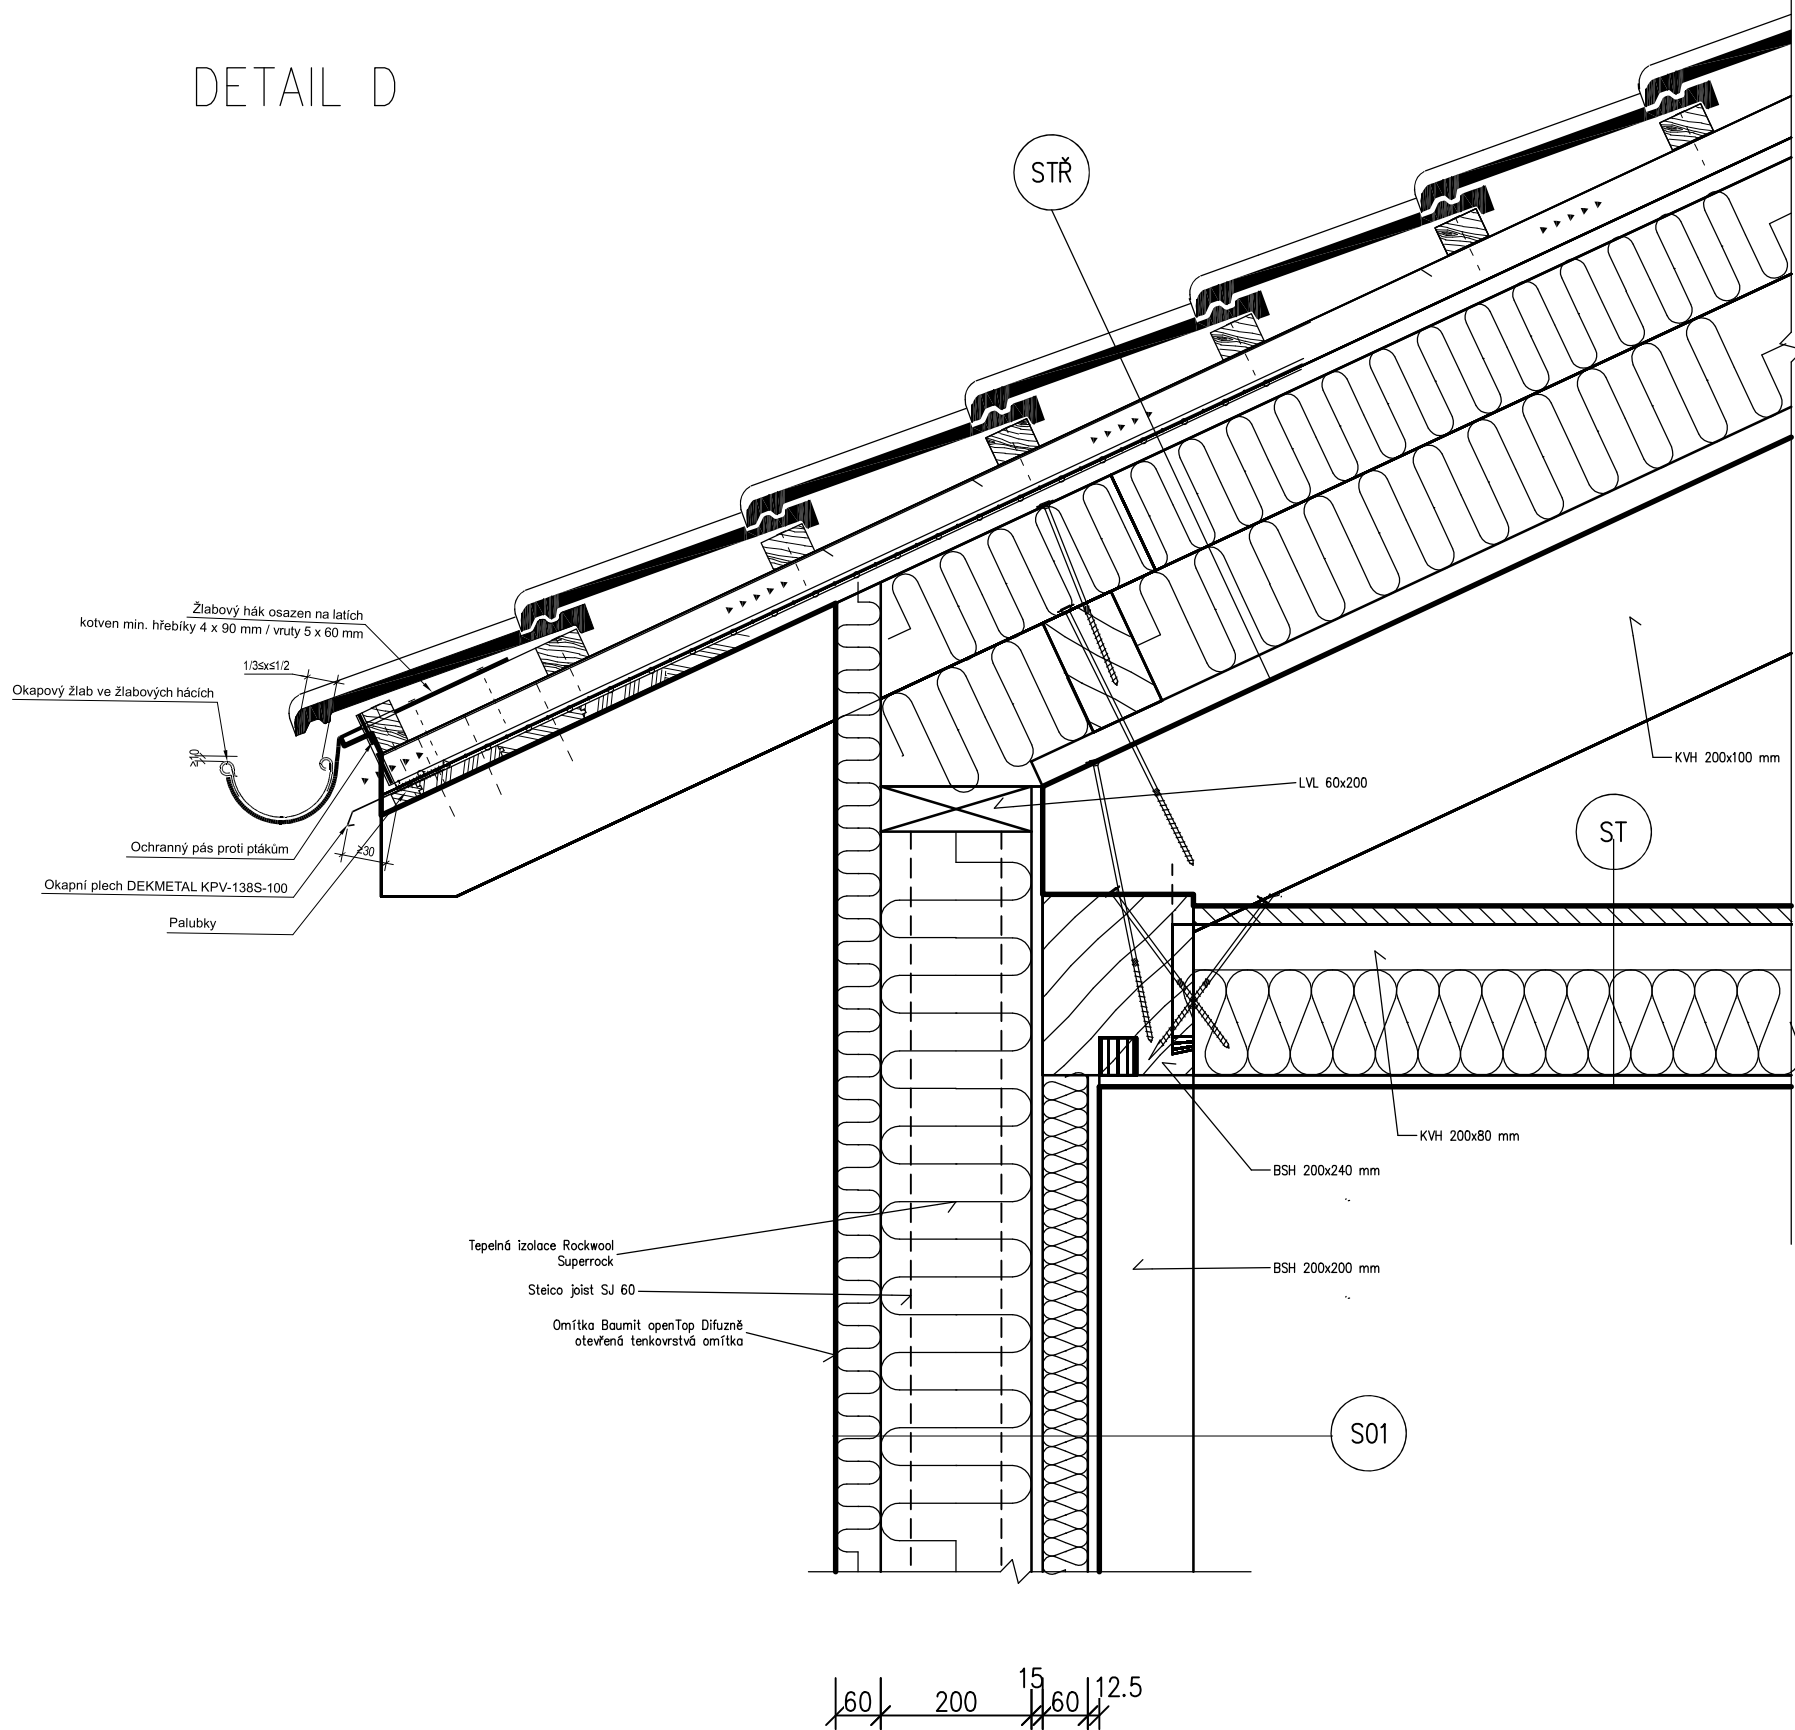 DETAIL D
STŘ
Žlabový hák osazen na latích
kotven min. hřebíky 4 x 90 mm / vruty 5 x 60 mm
1/3≤x≤1/2
Okapový žlab ve žlabových hácích
≥10
KVH 200x100 mm
LVL 60x200
ST
Ochranný pás proti ptákům
≥30
Okapní plech DEKMETAL KPV-138S-100
Palubky
KVH 200x80 mm
BSH 200x240 mm
Tepelná izolace Rockwool
Superrock
BSH 200x200 mm
Steico joist SJ 60
Omítka Baumit openTop Difuzně
otevřená tenkovrstvá omítka
S01
60
200
15
60
12.5